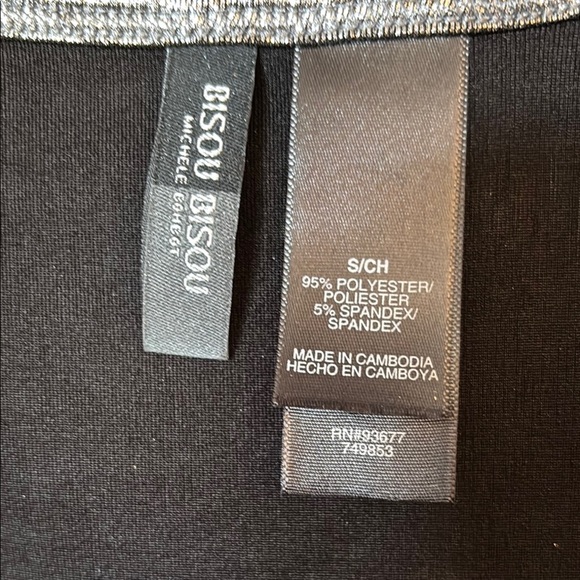 BISOU BISOU
MICHELE BOHBOT
S/CH
95% POLYESTER/
POLIESTER
5% SPANDEX/
SPANDEX
MADE IN CAMBODIA
HECHO EN CAMBOYA
RN#93677
749853